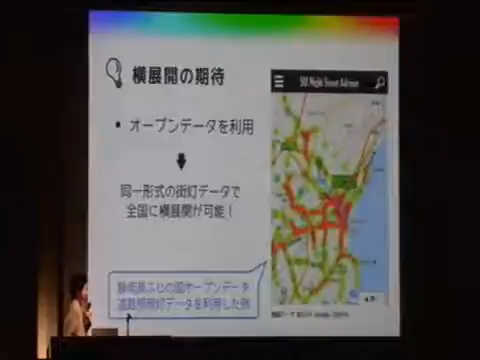 横展開の期待
• オープンデータを利用
同一形式の街灯データで
全国に横展開が可能！
静岡県ふじの国オープンデータ
道路照明灯データを利用した例